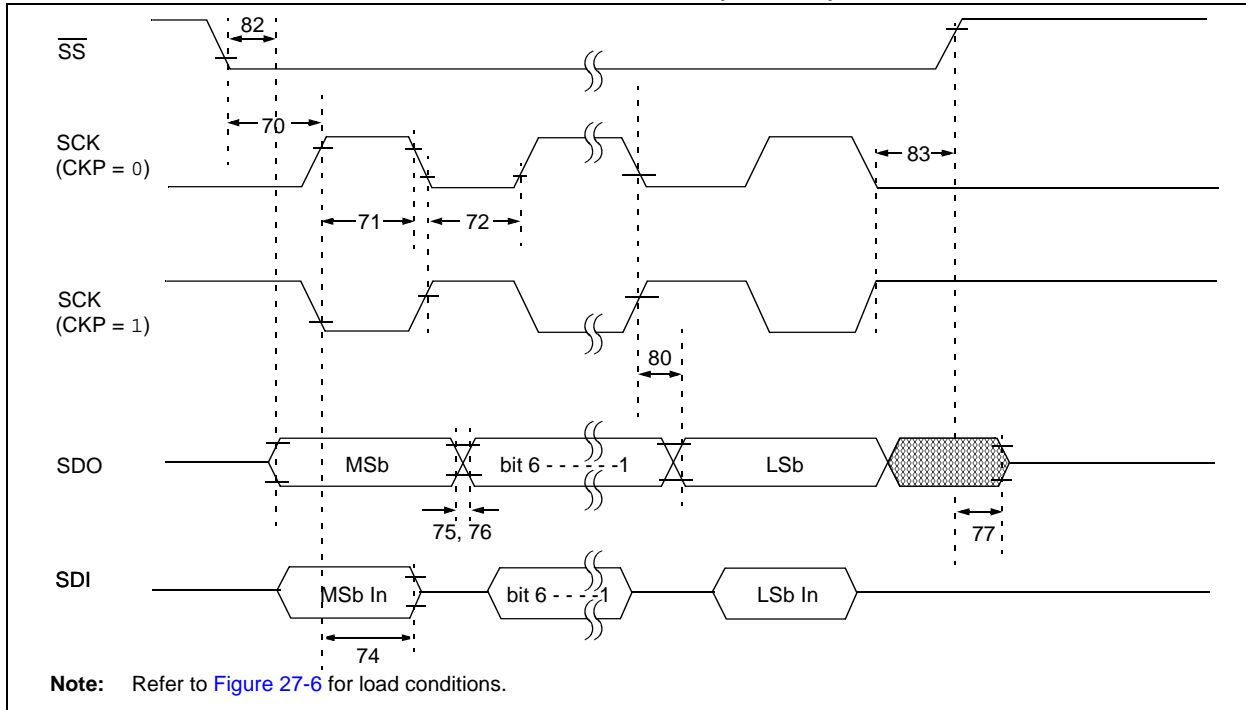 82
SS
70
SCK
(CKP = 0)
83
71
72
SCK
(CKP = 1)
80
SDO
MSb
bit 6 - - - - - -1
LSb
75, 76
77
SDI
MSb In
bit 6 - - - -1
LSb In
74
Note: Refer to Figure 27-6 for load conditions.